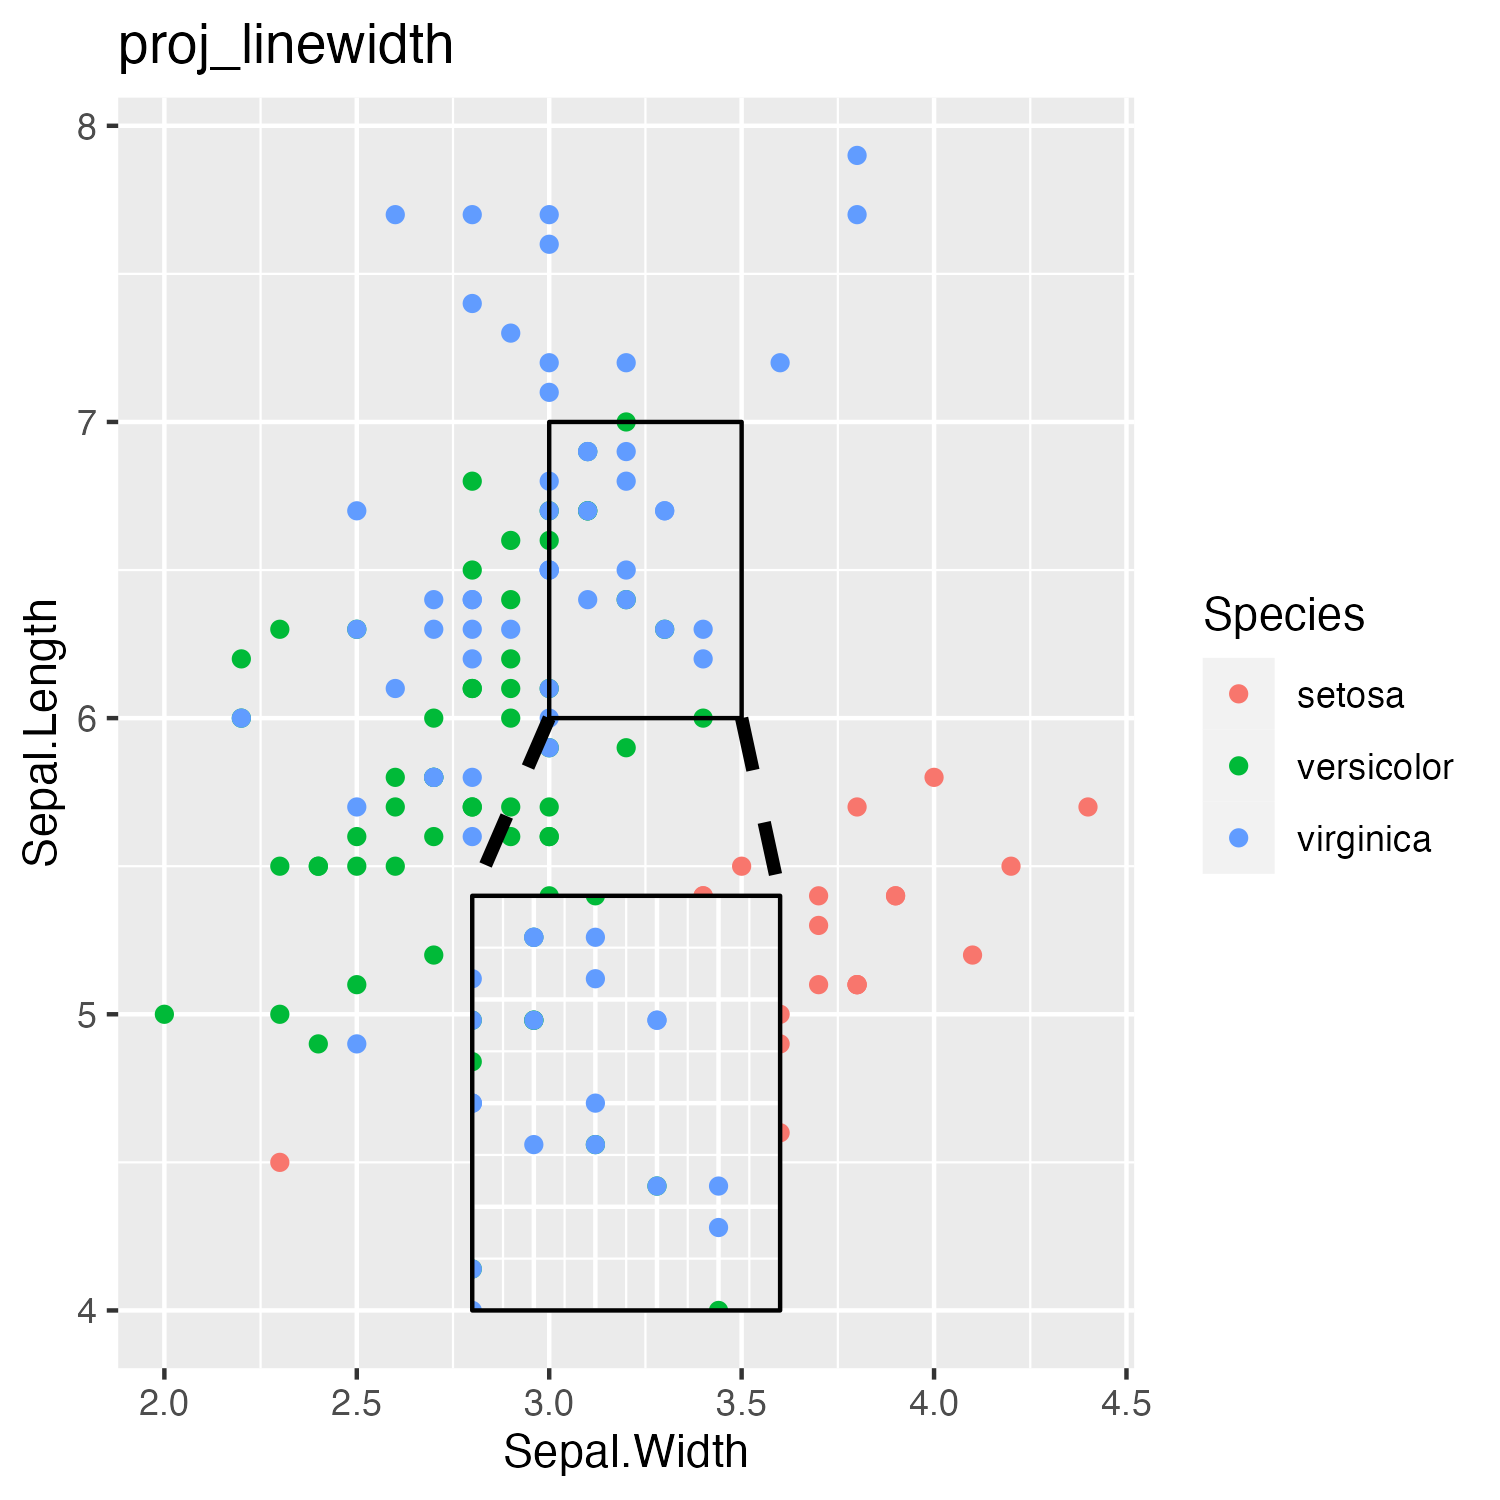 proj_linewidth
8
7
6
5
4
Sepal.Length
2.0 2.5 3.0 3.5 4.0 4.5
Sepal.Width
Species
setosa
versicolor
virginica